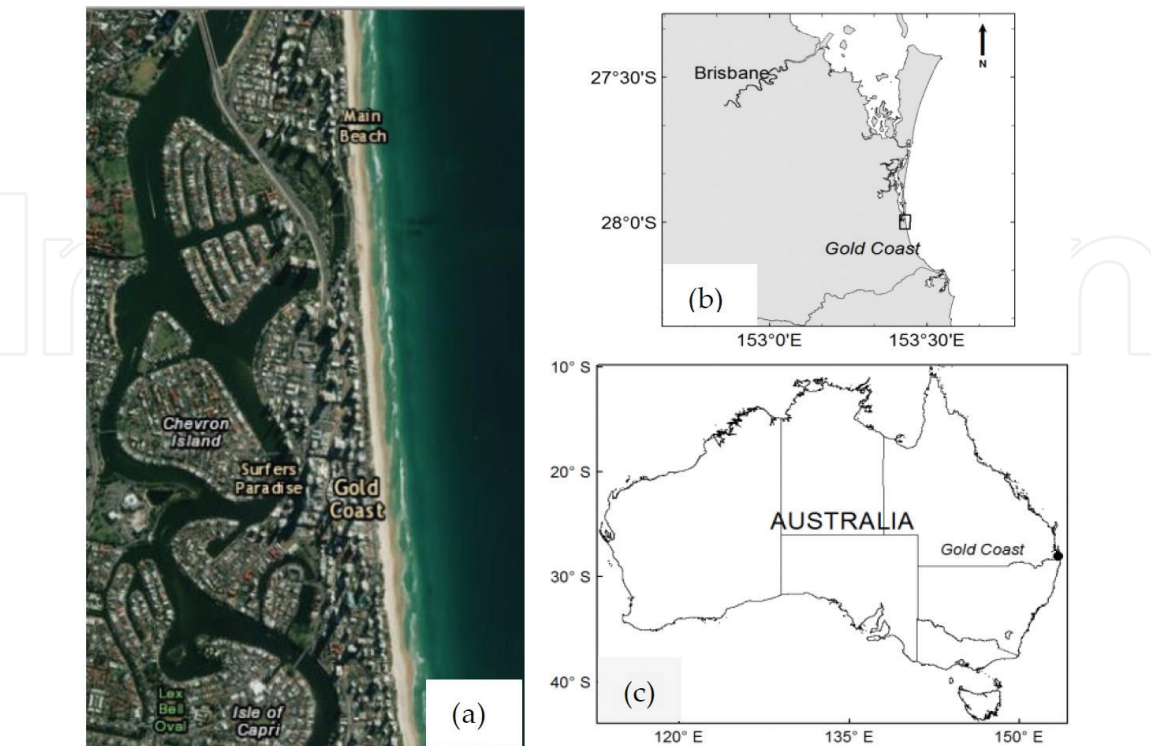 Main
Beach
Chevron
Island
Surfers
Paradise
Gold
Coast
Lex
Bell
Oval
Isle of
Capri
(a)
27°30'S
28°0'S
Brisbane
N
Gold Coast
(b)
153°0'E
153°30'E
10° S
20° S
30° S
40° S
AUSTRALIA
Gold Coast
(c)
120° E
135° E
150° E